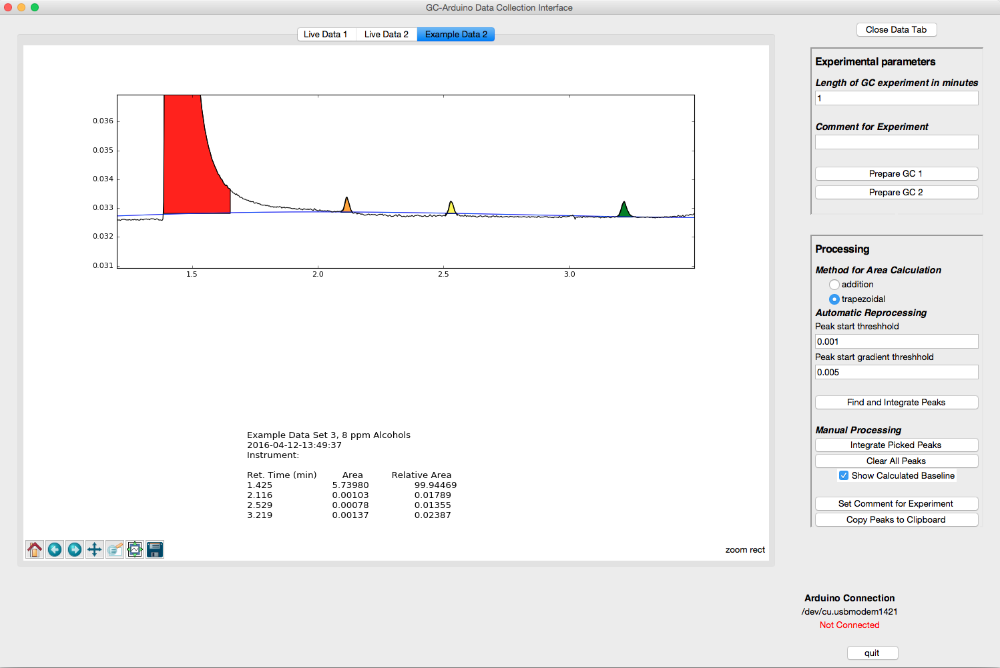 GC-Arduino Data Collection Interface
Live Data 1 Live Data 2 Example Data 2
Close Data Tab
0.036
0.035
0.034
0.033
0.032
0.031
1.5 2.0 2.5 3.0
Example Data Set 3, 8 ppm Alcohols
2016-04-12-13:49:37
Instrument:
Ret. Time (min) Area Relative Area
1.425 5.73980 99.94469
2.116 0.00103 0.01789
2.529 0.00078 0.01355
3.219 0.00137 0.02387
zoom rect
Experimental parameters
Length of GC experiment in minutes
1
Comment for Experiment
Prepare GC 1
Prepare GC 2
Processing
Method for Area Calculation
addition
trapezoidal
Automatic Reprocessing
Peak start threshhold
0.001
Peak start gradient threshhold
0.005
Find and Integrate Peaks
Manual Processing
Integrate Picked Peaks
Clear All Peaks
Show Calculated Baseline
Set Comment for Experiment
Copy Peaks to Clipboard
Arduino Connection
/dev/cu.usbmodem1421
Not Connected
quit